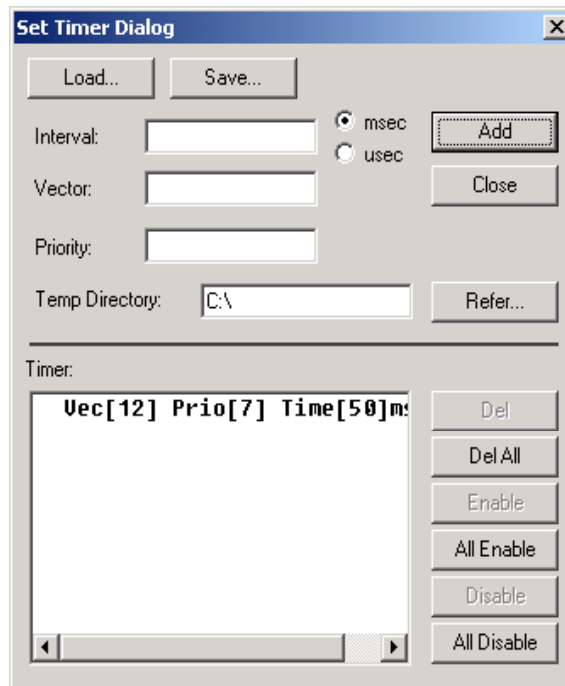 Set Timer Dialog
Load... Save...
Interval: msec Add
usec
Vector: Close
Priority:
Temp Directory: C:\ Refer...
Timer:
Vec[12] Prio[7] Time[50]ms
Del
Del All
Enable
All Enable
Disable
All Disable